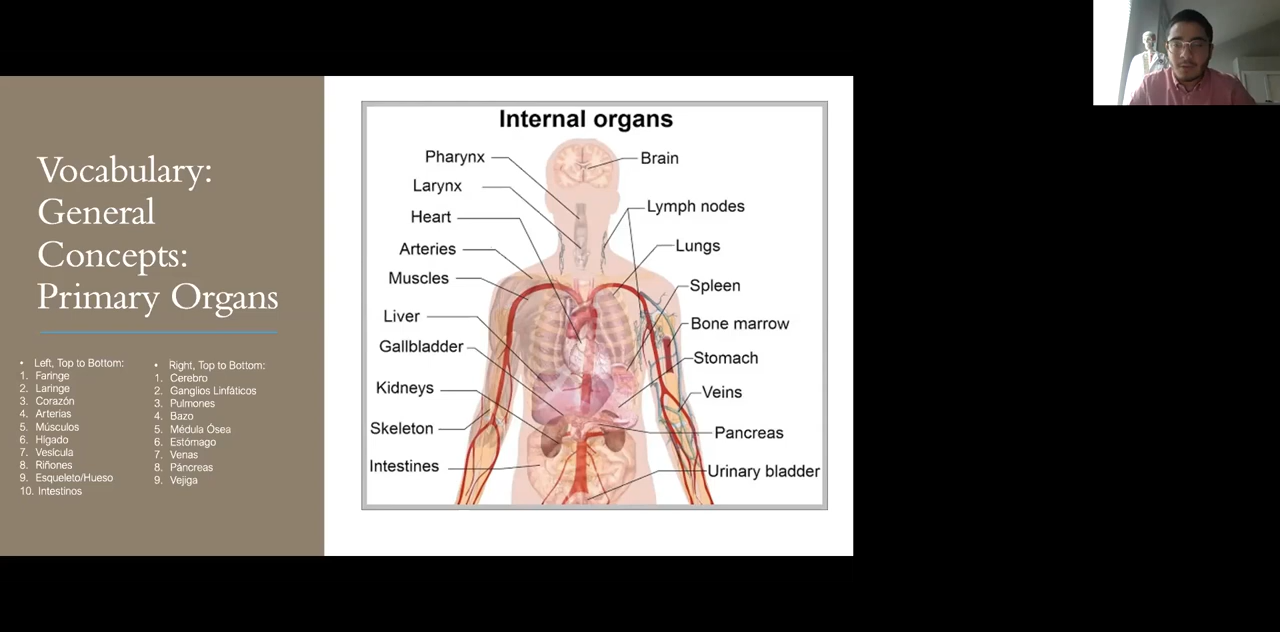 Vocabulary:
General
Concepts:
Primary Organs
• Left, Top to Bottom:
1. Faringe
2. Laringe
3. Corazón
4. Arterias
5. Músculos
6. Hígado
7. Vesícula
8. Riñones
9. Esqueleto/Hueso
10. Intestinos
• Right, Top to Bottom:
1. Cerebro
2. Ganglios Linfáticos
3. Pulmones
4. Bazo
5. Médula Ósea
6. Estómago
7. Venas
8. Páncreas
9. Vejiga
Internal organs
Pharynx
Larynx
Heart
Arteries
Muscles
Liver
Gallbladder
Kidneys
Skeleton
Intestines
Brain
Lymph nodes
Lungs
Spleen
Bone marrow
Stomach
Veins
Pancreas
Urinary bladder